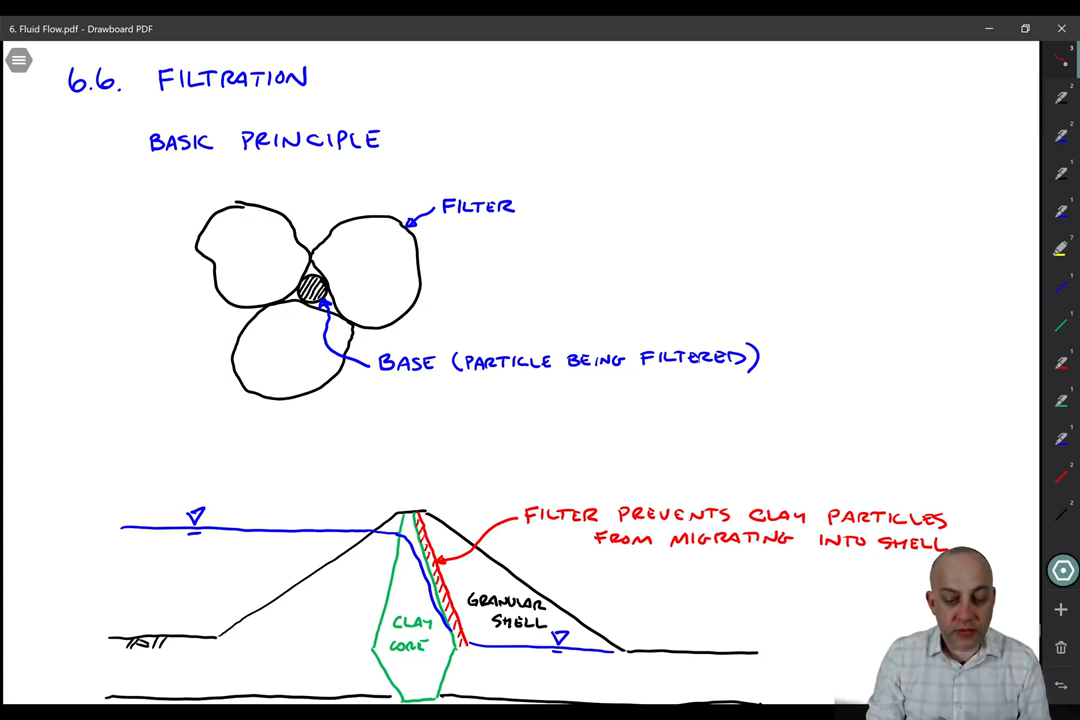 6. Fluid Flow.pdf - Drawboard PDF
6.6. FILTRATION
BASIC PRINCIPLE
FILTER
BASE (PARTICLE BEING FILTERED)
FILTER PREVENTS CLAY PARTICLES
FROM MIGRATING INTO SHELL
GRANULAR
SHELL
CLAY
CORE